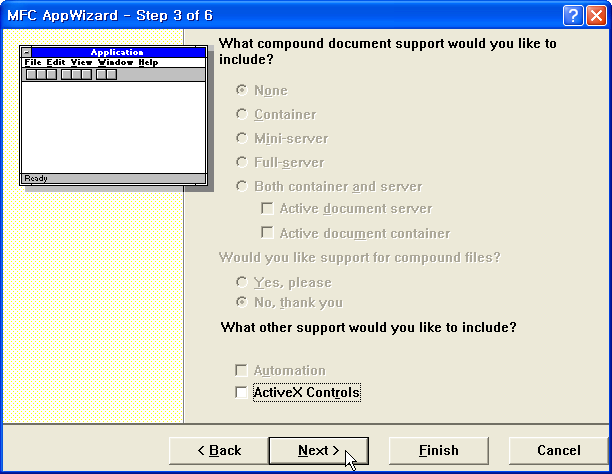 MFC AppWizard - Step 3 of 6
Application
File Edit View Window Help
Ready
What compound document support would you like to
include?
None
Container
Mini-server
Full-server
Both container and server
Active document server
Active document container
Would you like support for compound files?
Yes, please
No, thank you
What other support would you like to include?
Automation
ActiveX Controls
< Back Next > Finish Cancel